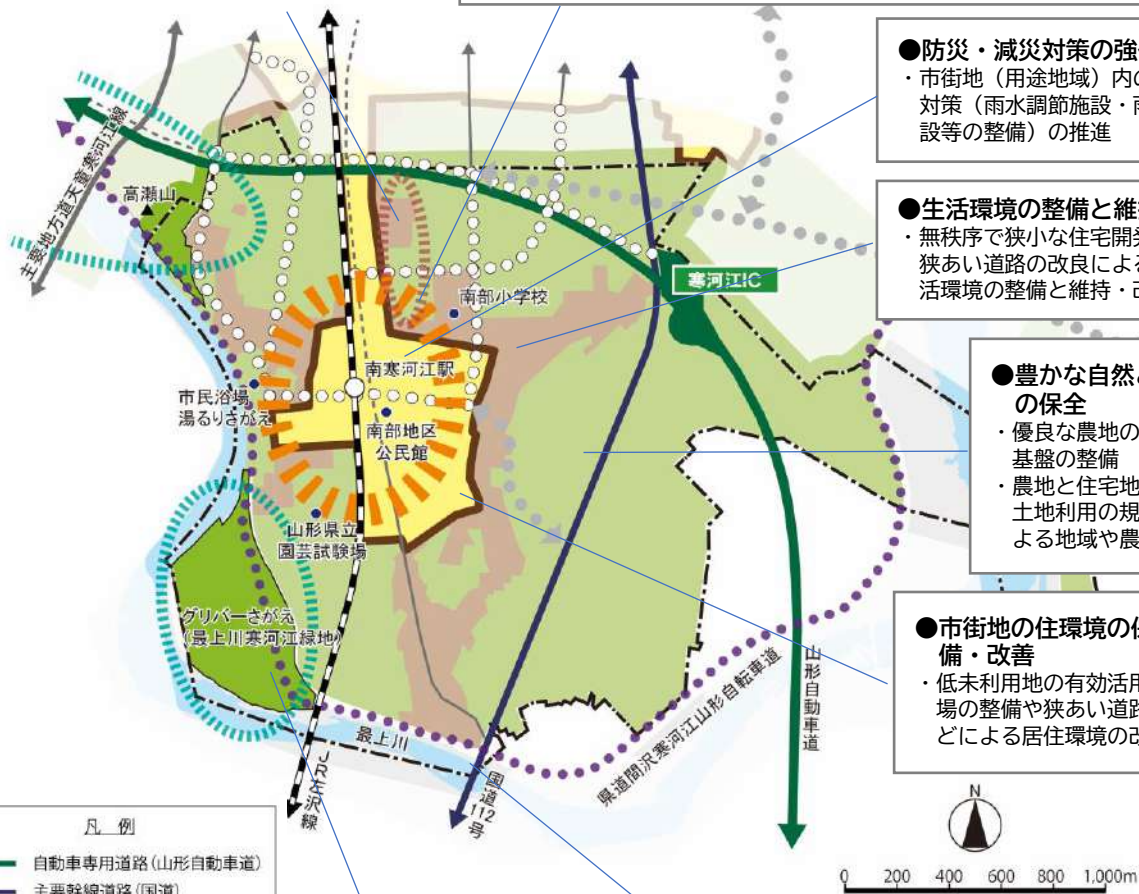 ●防災・減災対策の強
・市街地（用途地域）内の
対策（雨水調節施設・
設等の整備）の推進
●生活環境の整備と維
・無秩序で狭小な住宅開
狭あい道路の改良によ
活環境の整備と維持・
●豊かな自然
の保全
・優良な農地の
基盤の整備
・農地と住宅地
土地利用の規
よる地域や農
●市街地の住環境の
備・改善
・低未利用地の有効活
場の整備や狭あい道
どによる居住環境の
主要地方道天童寒河江線
高瀬山
寒河江IC
南部小学校
南寒河江駅
市民浴場
湯るりさがえ
南部地区
公民館
山形県立
園芸試験場
グリバーさがえ
(最上川寒河江緑地)
最上川
JR左沢線
国道112号
県道間沢寒河江山形自転車道
山形自動車道
凡 例
自動車専用道路(山形自動車道)
主要幹線道路(国道)
N
0 200 400 600 800 1,000m